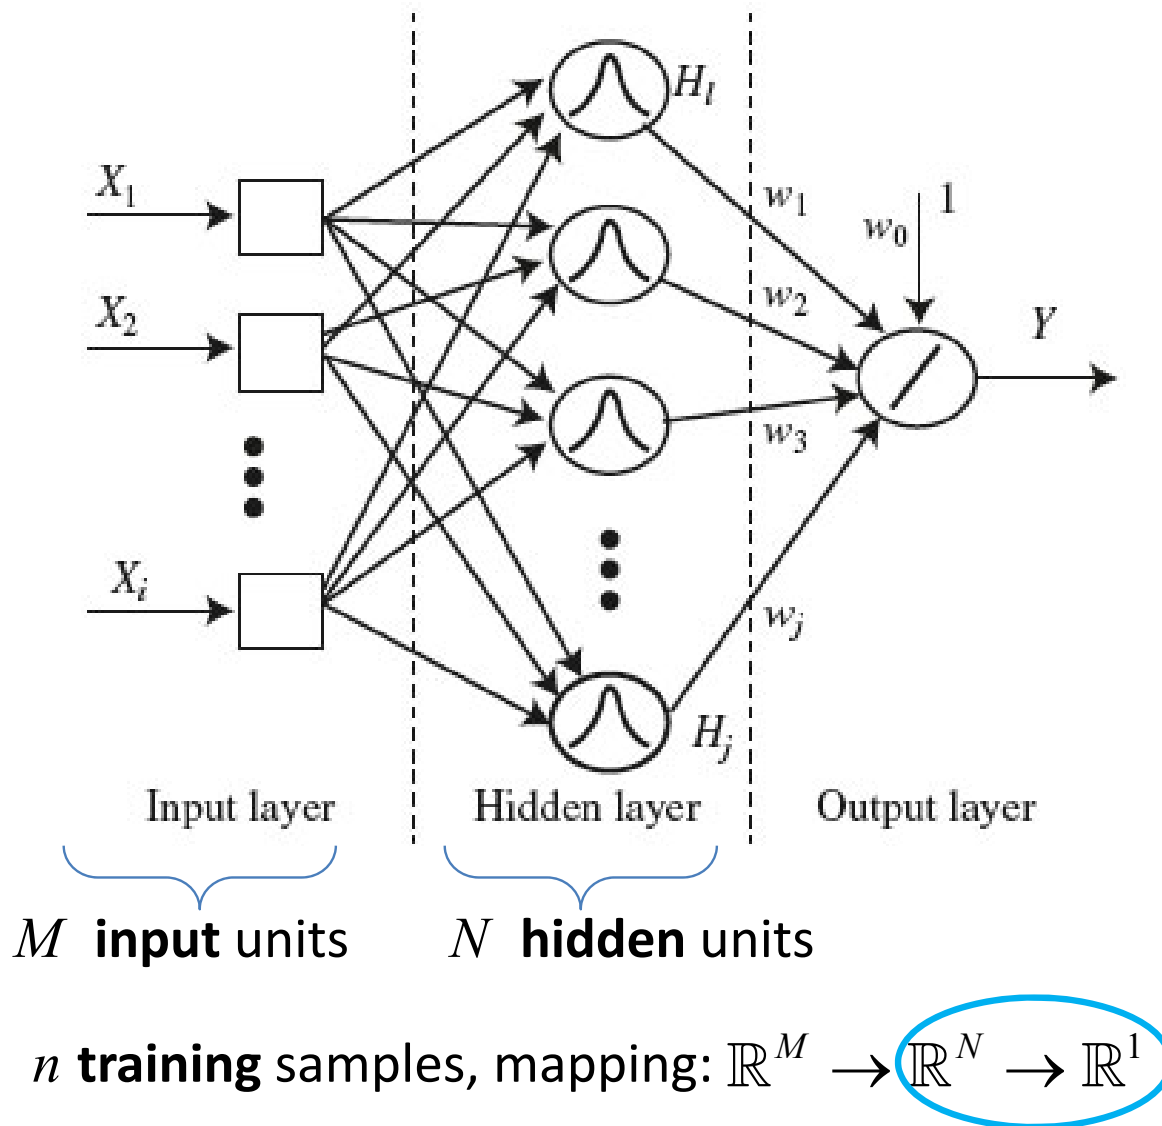 H_l
X_1
w_1
1
w_0
X_2
w_2
Y
w_3
X_i
w_j
H_j
Input layer
Hidden layer
Output layer
M input units
N hidden units
n training samples, mapping: ℝ^M → ℝ^N → ℝ^1